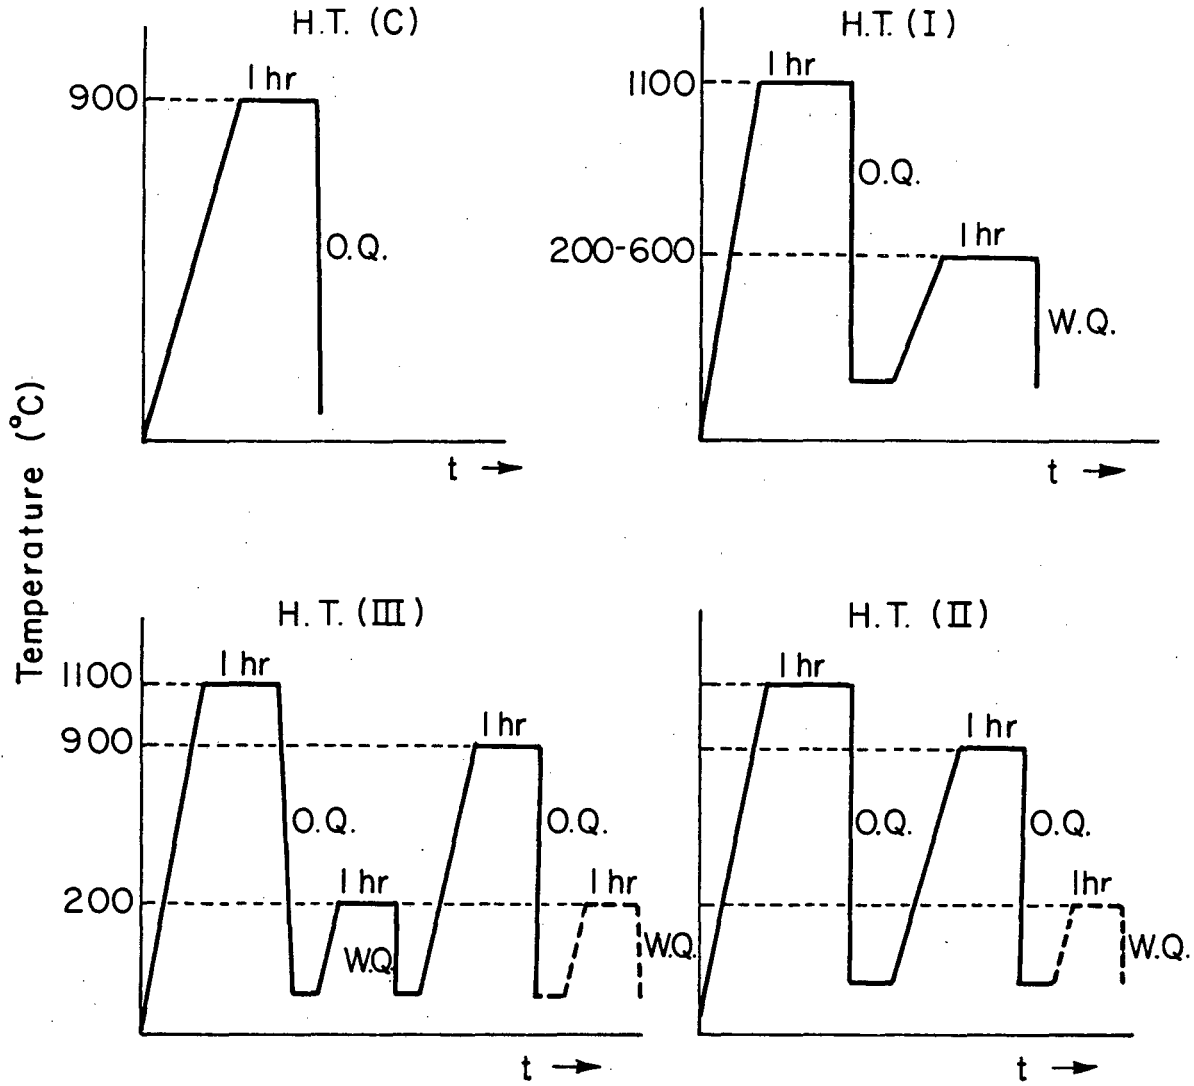 H.T. (C)
1 hr
900
O.Q.
t
H.T. (I)
1 hr
1100
O.Q.
200-600
1 hr
W.Q.
t
Temperature (°C)
H.T. (III)
1 hr
1100
900
1 hr
O.Q.
O.Q.
200
1 hr
1 hr
W.Q.
W.Q.
t
H.T. (II)
1 hr
1 hr
O.Q.
O.Q.
1hr
W.Q.
t